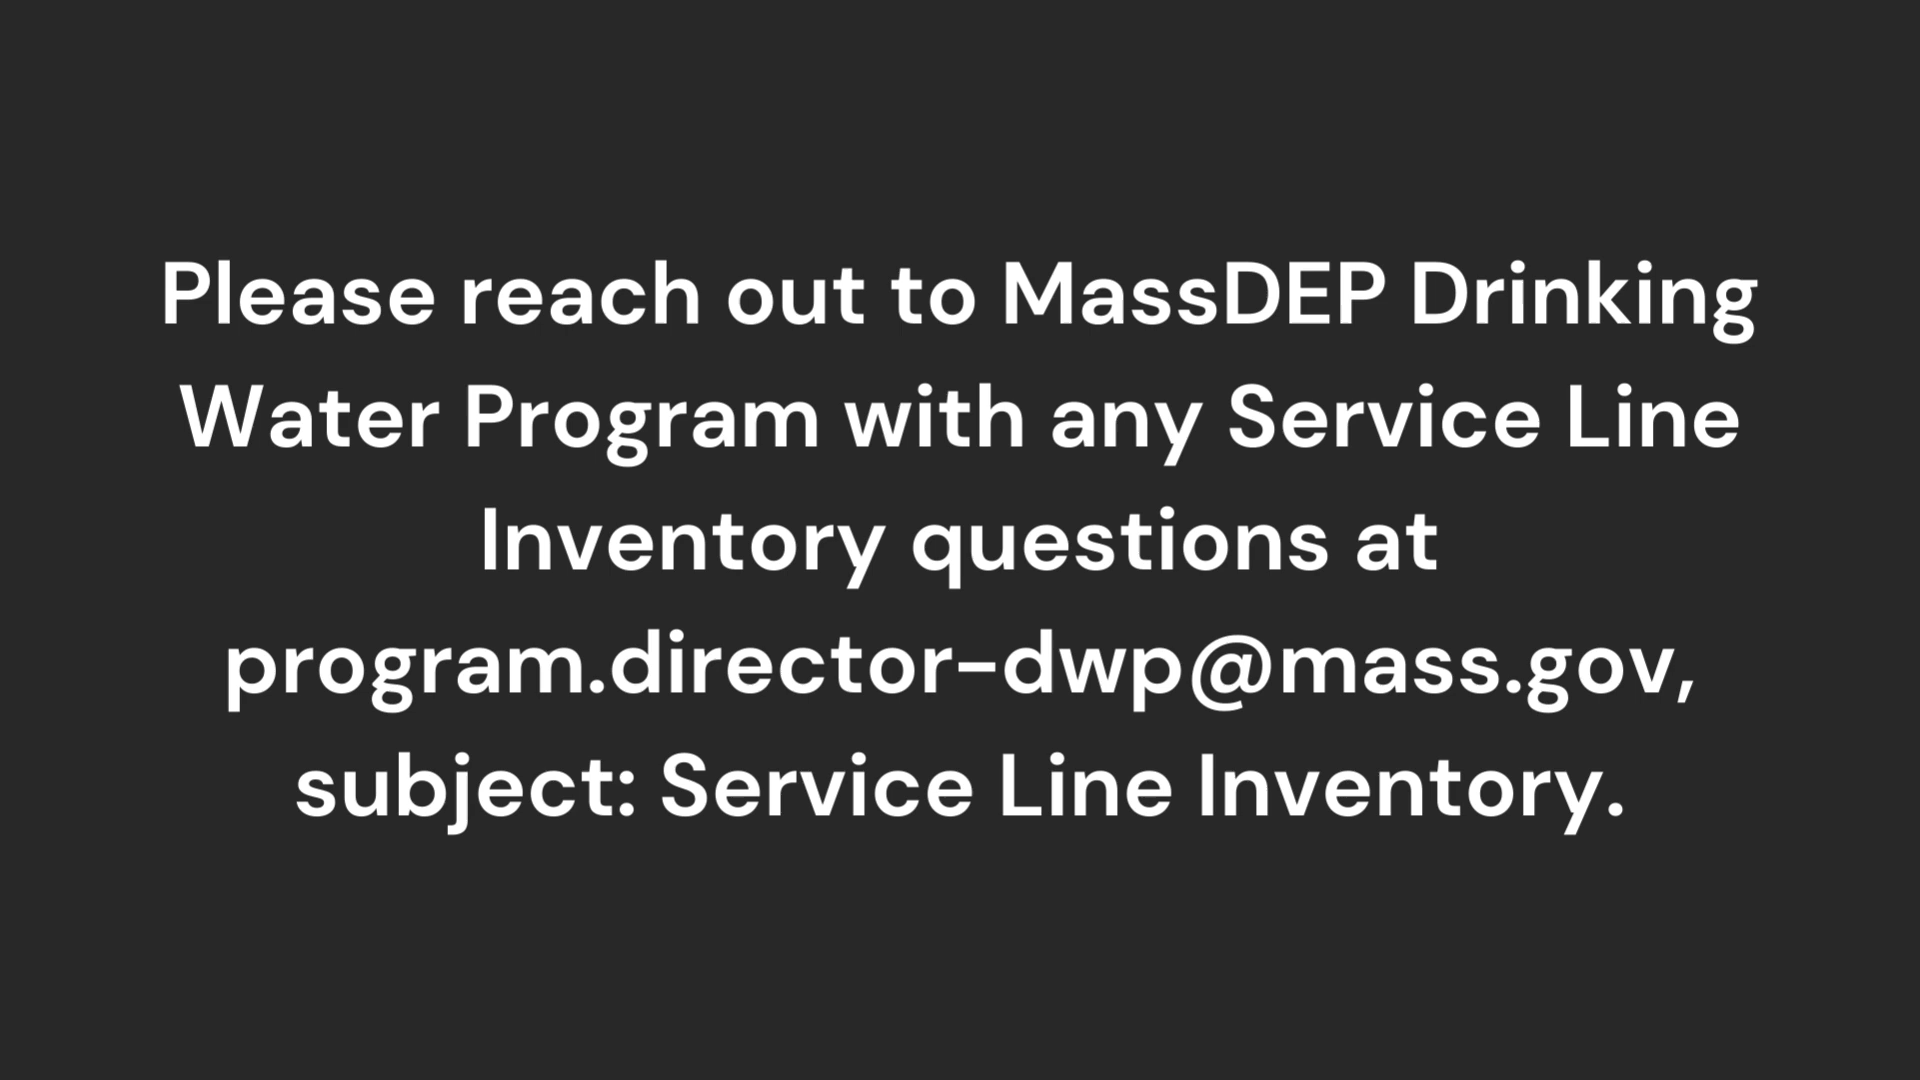 Please reach out to MassDEP Drinking
Water Program with any Service Line
Inventory questions at
program.director-dwp@mass.gov,
subject: Service Line Inventory.